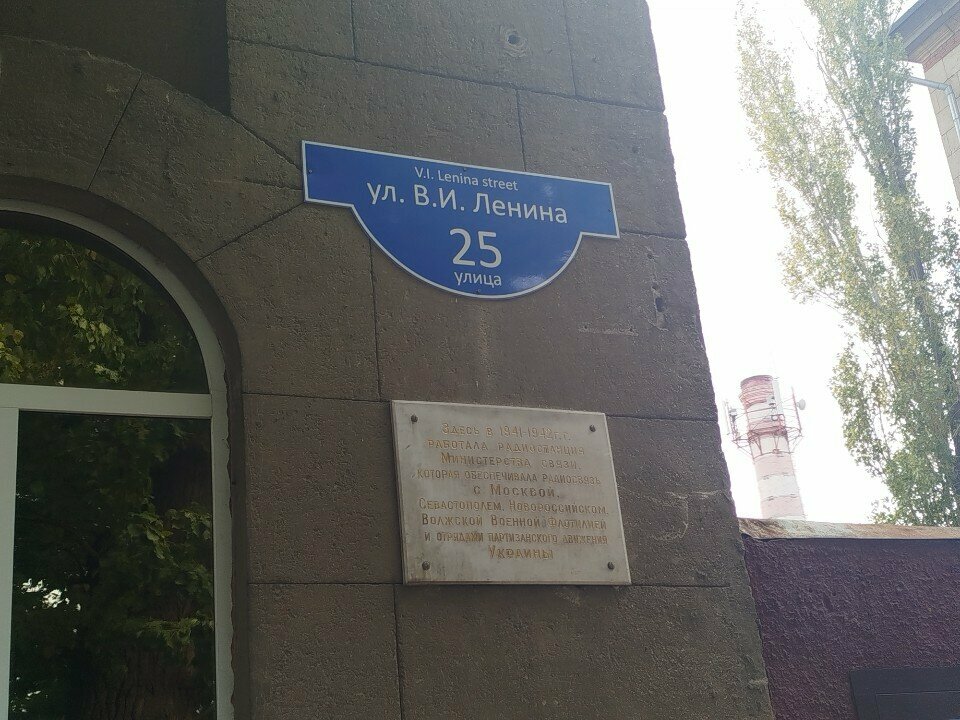 V.I. Lenina street
ул. В.И. Ленина
25
улица
Здесь в 1941-1942 г.г.
работала радиостанция
Министерства связи,
которая обеспечивала радиосвязь
с Москвой,
Севастополем, Новороссийском,
Волжской Военной Флотилией
и отрядами партизанского движения
Украины